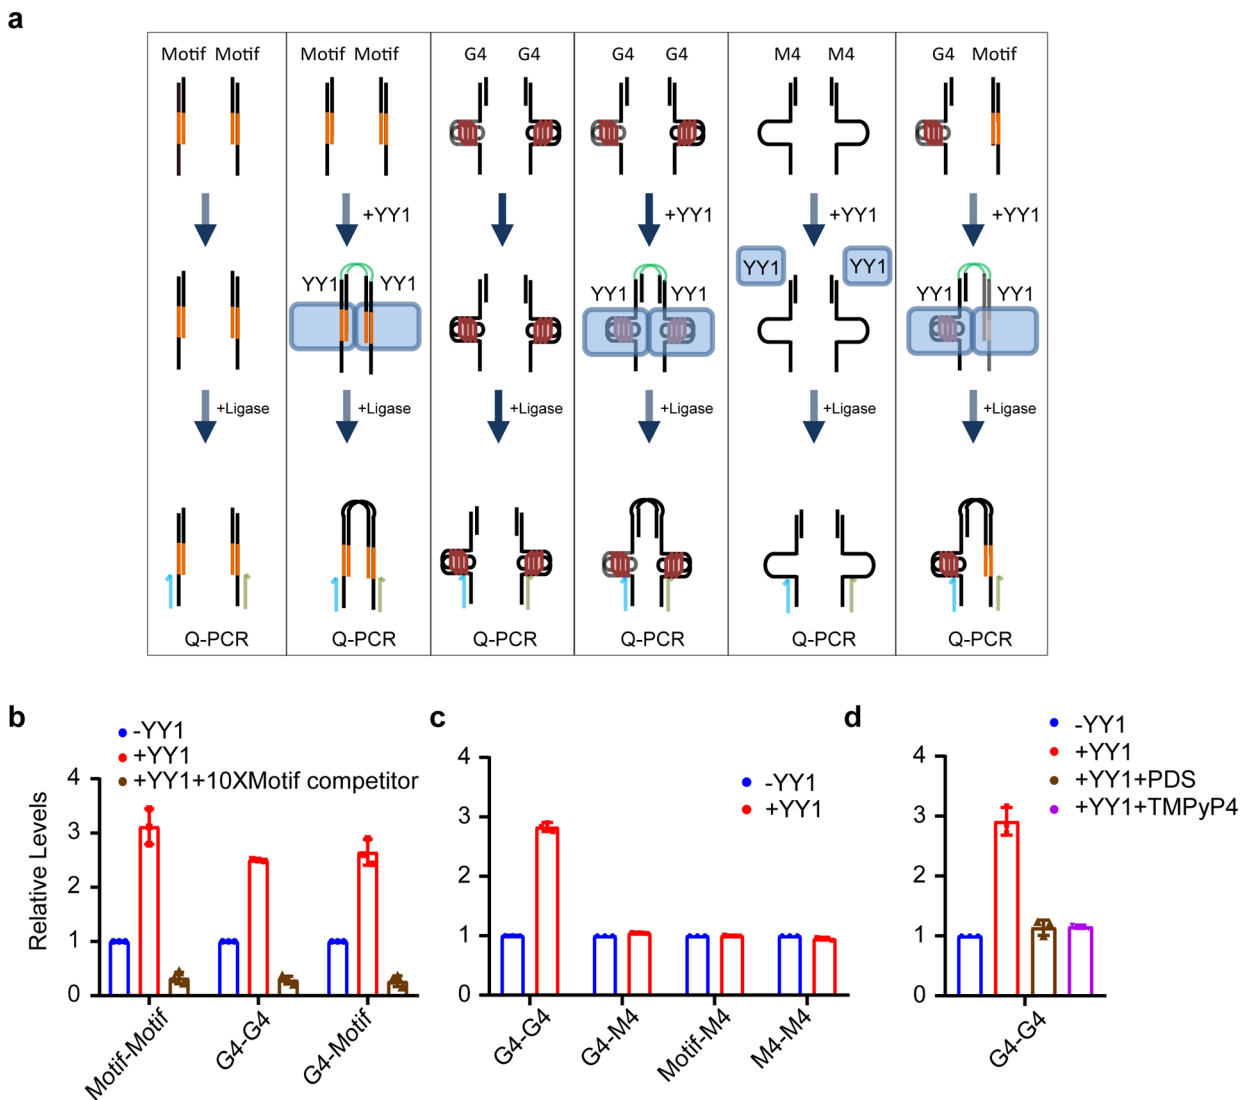 a
Motif Motif
Motif Motif
G4 G4
G4 G4
M4 M4
G4 Motif
+YY1
+YY1
+YY1
+YY1
YY1 YY1
YY1 YY1
YY1 YY1
YY1 YY1
+Ligase
+Ligase
+Ligase
+Ligase
+Ligase
+Ligase
Q-PCR
Q-PCR
Q-PCR
Q-PCR
Q-PCR
Q-PCR
b
-YY1
+YY1
+YY1+10XMotif competitor
Relative Levels
4
3
2
1
0
Motif-Motif
G4-G4
G4-Motif
c
-YY1
+YY1
4
3
2
1
0
G4-G4
G4-M4
Motif-M4
M4-M4
d
-YY1
+YY1
+YY1+PDS
+YY1+TMPyP4
4
3
2
1
0
G4-G4